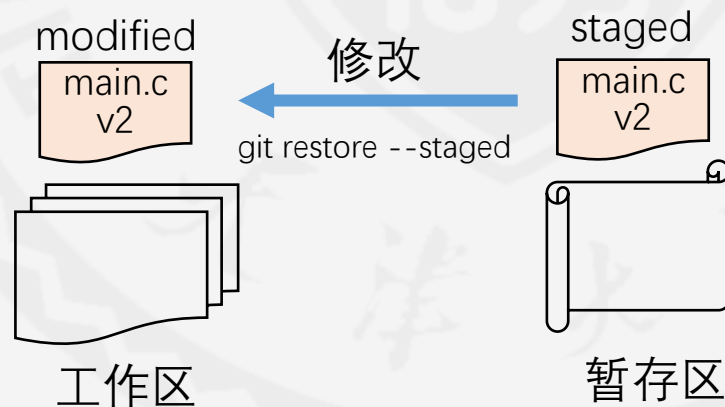 modified
main.c
v2
修改
git restore --staged
staged
main.c
v2
工作区
暂存区